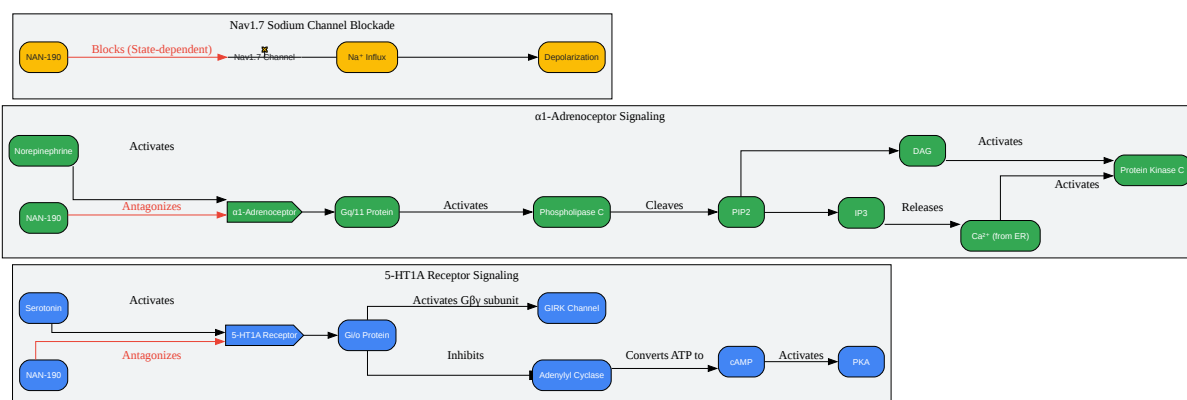 Nav1.7 Sodium Channel Blockade
NAN-190
Blocks (State-dependent)
Nav1.7 Channel
Na⁺ Influx
Depolarization
α1-Adrenoceptor Signaling
Norepinephrine
Activates
NAN-190
Antagonizes
α1-Adrenoceptor
Gq/11 Protein
Activates
Phospholipase C
Cleaves
PIP2
DAG
Activates
Protein Kinase C
IP3
Releases
Ca²⁺ (from ER)
Activates
5-HT1A Receptor Signaling
Serotonin
Activates
NAN-190
Antagonizes
5-HT1A Receptor
Gi/o Protein
Activates Gβγ subunit
GIRK Channel
Inhibits
Adenylyl Cyclase
Converts ATP to
cAMP
Activates
PKA